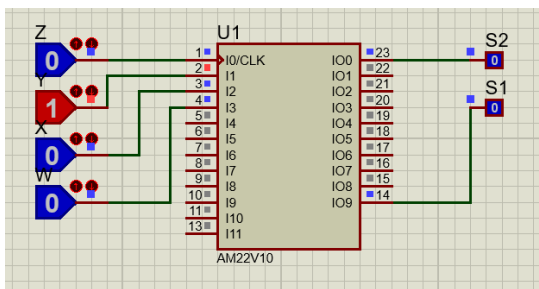 Z
0
Y
1
X
0
W
0
U1
1 I0/CLK IO0 23
2 I1 IO1 22
3 I2 IO2 21
4 I3 IO3 20
5 I4 IO4 19
6 I5 IO5 18
7 I6 IO6 17
8 I7 IO7 16
9 I8 IO8 15
10 I9 IO9 14
11 I10
13 I11
AM22V10
S2
0
S1
0